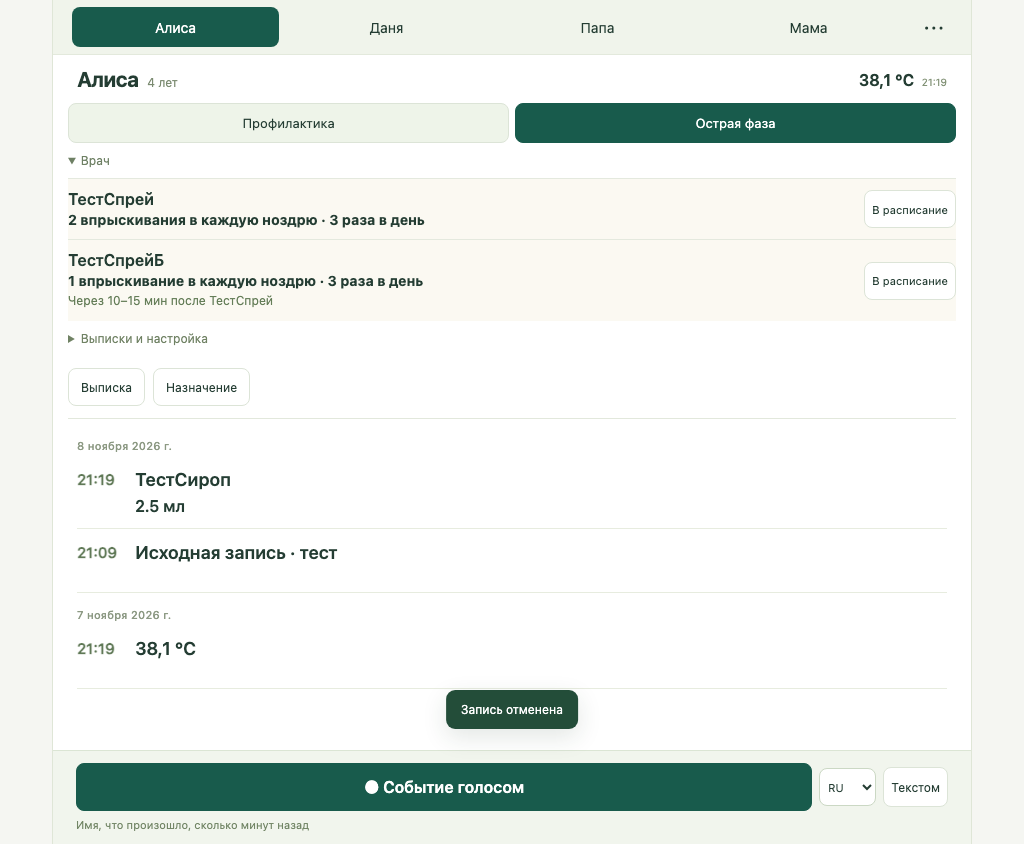 Алиса Даня Папа Мама ···
Алиса 4 лет 38,1 °C 21:19
Профилактика Острая фаза
▼ Врач
ТестСпрей
2 впрыскивания в каждую ноздрю · 3 раза в день
В расписание
ТестСпрейБ
1 впрыскивание в каждую ноздрю · 3 раза в день
Через 10–15 мин после ТестСпрей
В расписание
▶ Выписки и настройка
Выписка Назначение
8 ноября 2026 г.
21:19 ТестСироп
2.5 мл
21:09 Исходная запись · тест
7 ноября 2026 г.
21:19 38,1 °C
Запись отменена
Событие голосом RU Текстом
Имя, что произошло, сколько минут назад